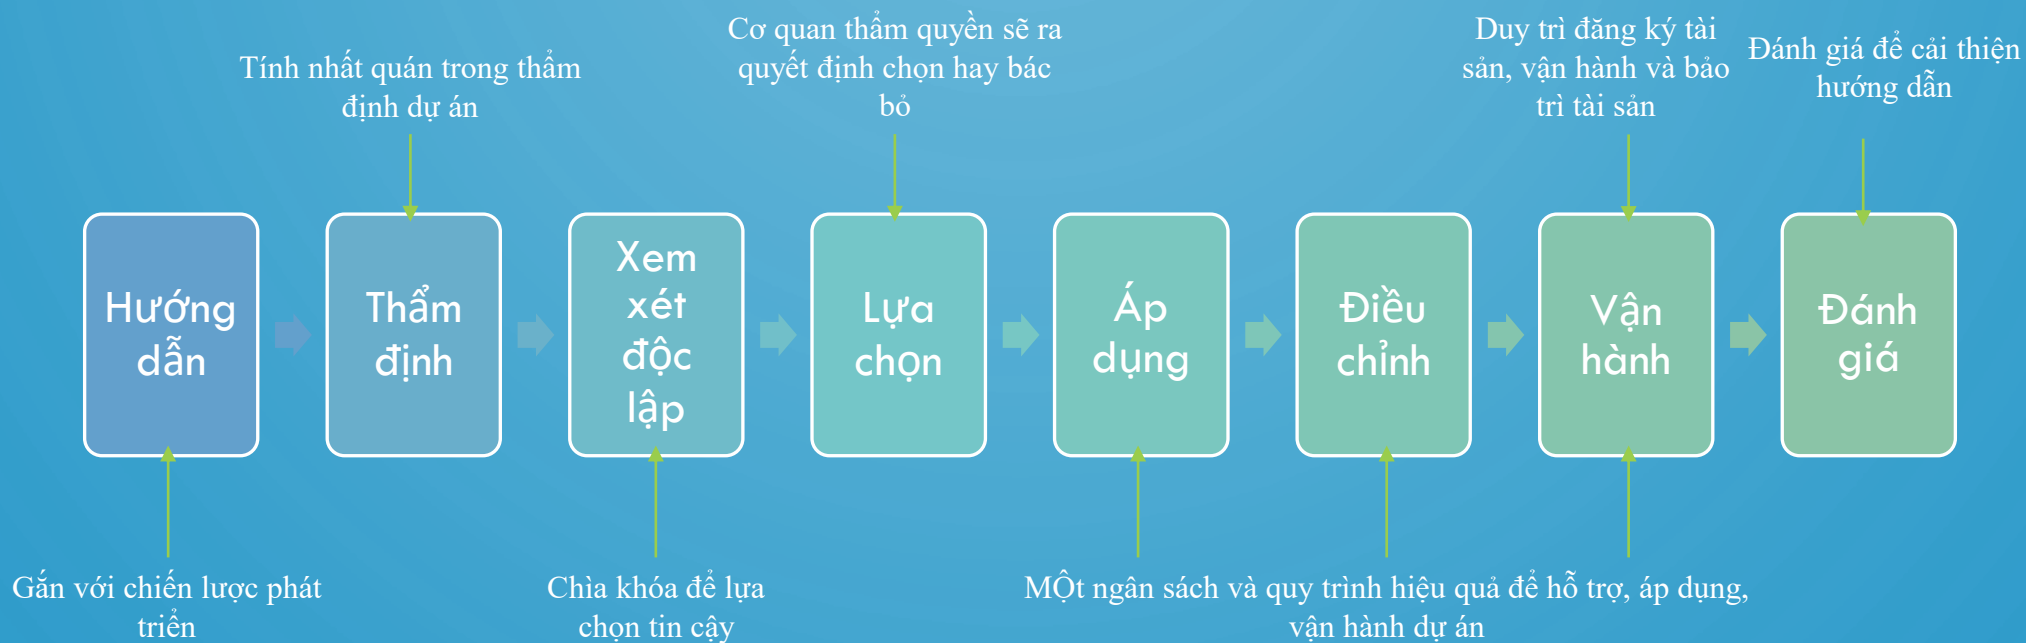 Tính nhất quán trong thẩm
định dự án
Cơ quan thẩm quyền sẽ ra
quyết định chọn hay bác
bỏ
Duy trì đăng ký tài
sản, vận hành và bảo
trì tài sản
Đánh giá để cải thiện
hướng dẫn
Hướng
dẫn
Thẩm
định
Xem
xét
độc
lập
Lựa
chọn
Áp
dụng
Điều
chỉnh
Vận
hành
Đánh
giá
Gắn với chiến lược phát
triển
Chìa khóa để lựa
chọn tin cậy
MỘt ngân sách và quy trình hiệu quả để hỗ trợ, áp dụng,
vận hành dự án